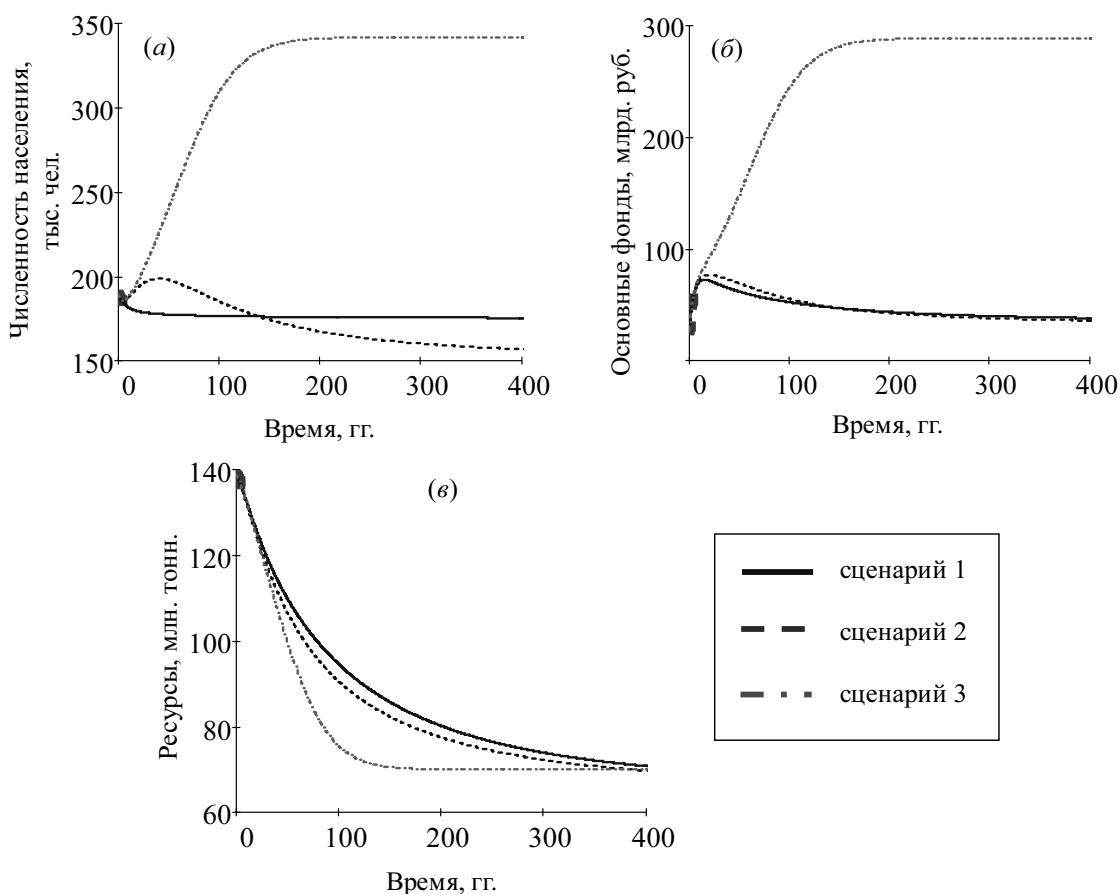 (а)
Численность населения,
тыс. чел.
350
300
350
200
150
0
100
200
300
400
Время, гг.
(б)
Основные фонды, млрд. руб.
300
200
100
0
100
200
300
400
Время, гг.
(в)
Ресурсы, млн. тонн.
140
120
100
80
60
0
100
200
300
400
Время, гг.
сценарий 1
сценарий 2
сценарий 3